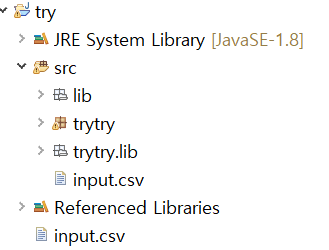 try
JRE System Library [JavaSE-1.8]
src
lib
trytry
trytry.lib
input.csv
Referenced Libraries
input.csv